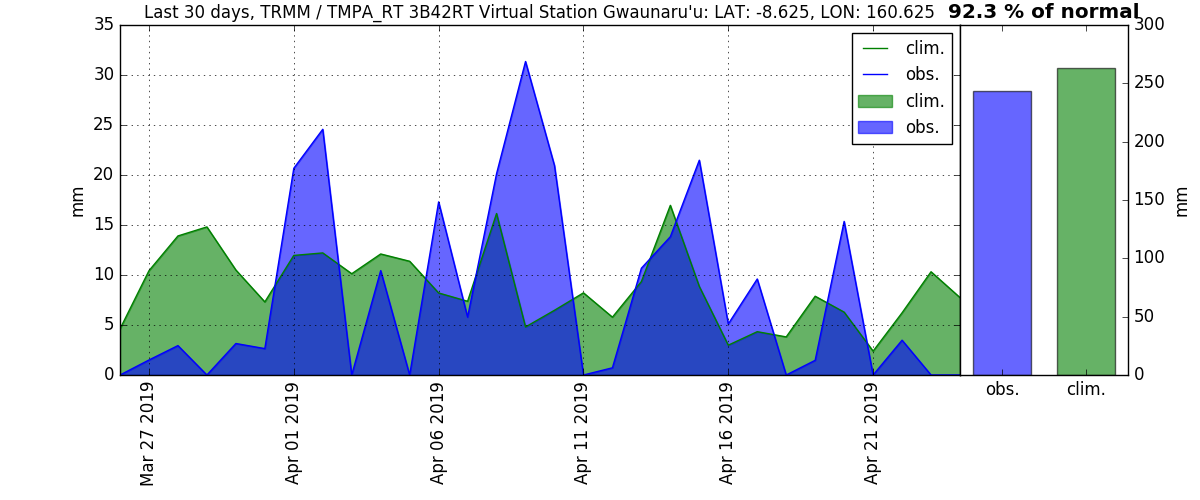 Last 30 days, TRMM / TMPA_RT 3B42RT Virtual Station Gwaunaru'u: LAT: -8.625, LON: 160.625
92.3 % of normal
35
30
25
20
15
10
5
0
mm
clim.
obs.
clim.
obs.
Mar 27 2019
Apr 01 2019
Apr 06 2019
Apr 11 2019
Apr 16 2019
Apr 21 2019
300
250
200
150
100
50
0
mm
obs.
clim.